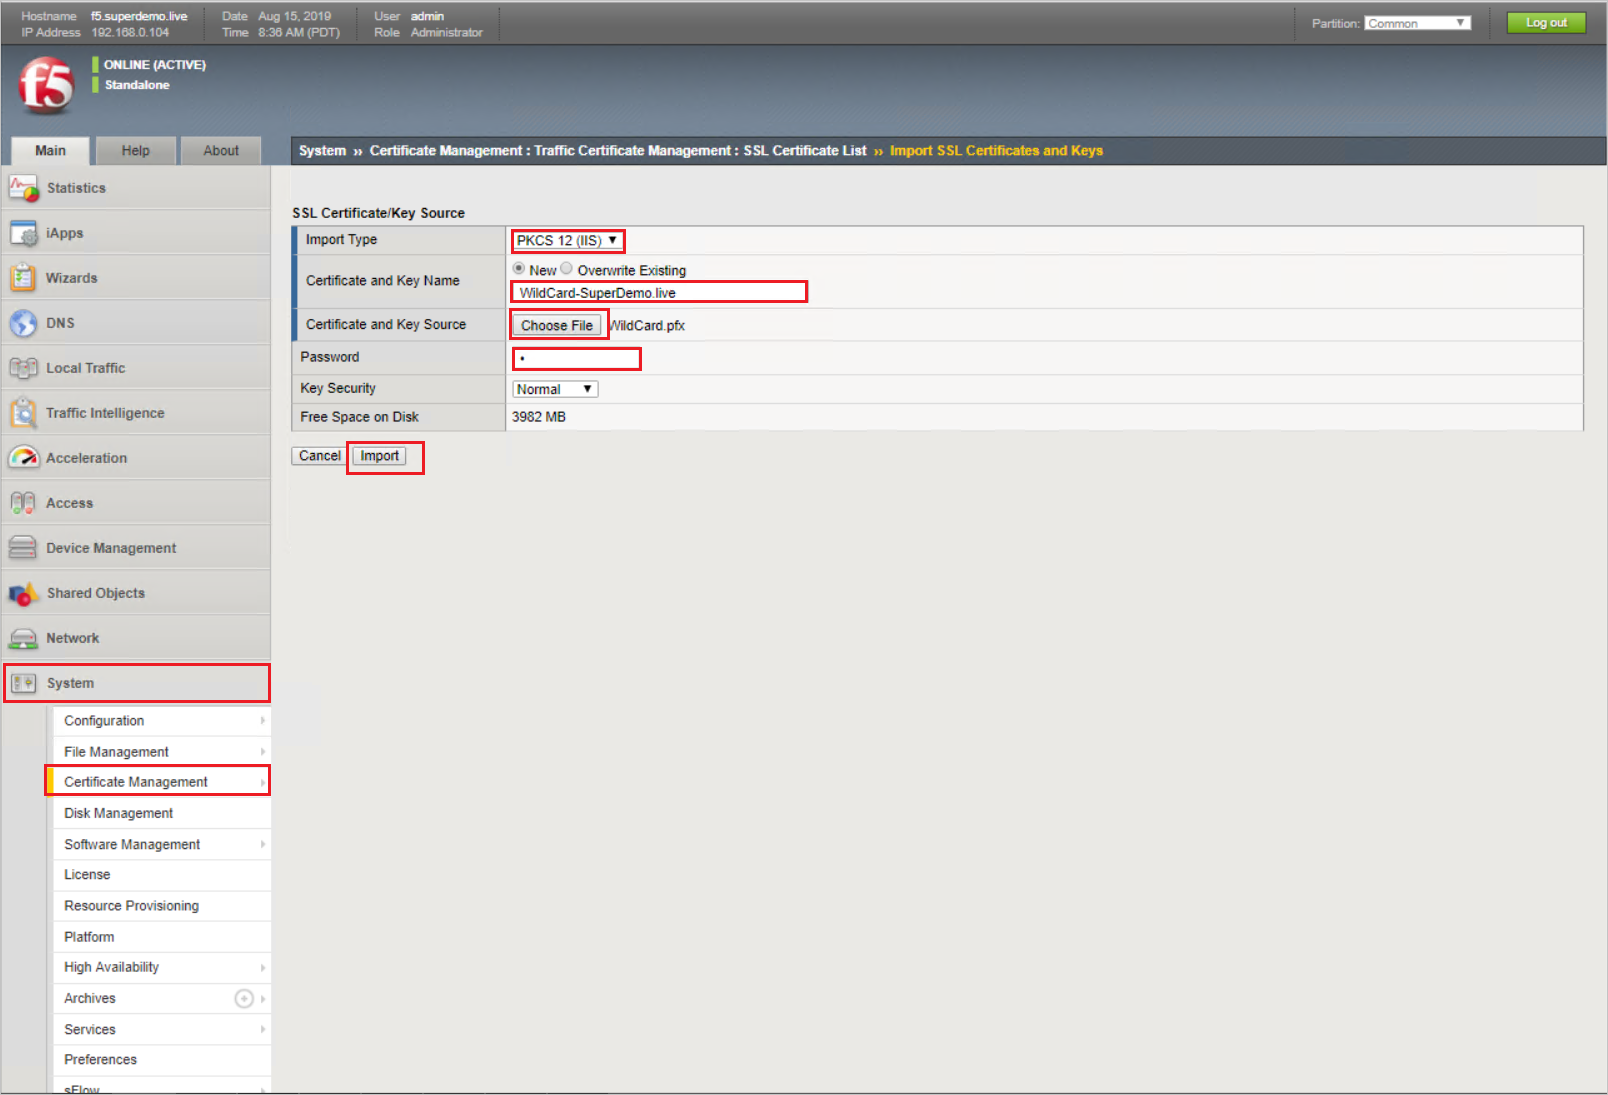 Hostname f5.superdemo.live Date Aug 15, 2019 User admin
IP Address 192.168.0.104 Time 8:36 AM (PDT) Role Administrator
Partition: Common Log out
f5
ONLINE (ACTIVE)
Standalone
Main Help About
System » Certificate Management : Traffic Certificate Management : SSL Certificate List » Import SSL Certificates and Keys
Statistics
iApps
Wizards
DNS
Local Traffic
Traffic Intelligence
Acceleration
Access
Device Management
Shared Objects
Network
System
Configuration
File Management
Certificate Management
Disk Management
Software Management
License
Resource Provisioning
Platform
High Availability
Archives
Services
Preferences
sFlow
SSL Certificate/Key Source
Import Type PKCS 12 (IIS)
Certificate and Key Name New Overwrite Existing
WildCard-SuperDemo.live
Certificate and Key Source Choose File WildCard.pfx
Password •
Key Security Normal
Free Space on Disk 3982 MB
Cancel Import